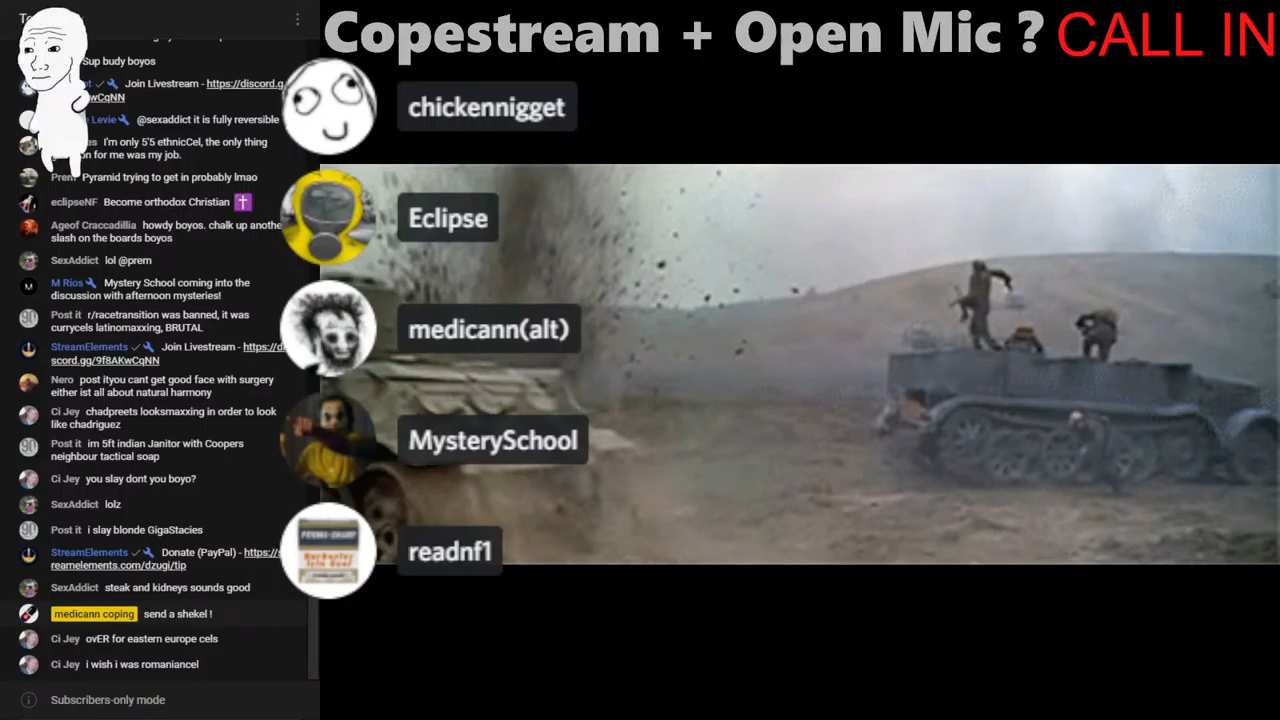 Copestream + Open Mic ? CALL IN
Sup budy boyos
Join Livestream - https://discord.g
wCqNN
Levie @sexaddict it is fully reversible
I'm only 5'5 ethnicCel, the only thing
on for me was my job.
Prem Pyramid trying to get in probably lmao
eclipseNF Become orthodox Christian
Ageof Craccadillia howdy boyos. chalk up anothe
slash on the boards boyos
SexAddict lol @prem
M Rios Mystery School coming into the
discussion with afternoon mysteries!
Post it r/racetransition was banned, it was
currycels latinomaxxing, BRUTAL
StreamElements Join Livestream - https://di
scord.gg/9f8AKwCqNN
Nero post ityou cant get good face with surgery
either ist all about natural harmony
Ci Jey chadpreets looksmaxxing in order to look
like chadriguez
Post it im 5ft indian Janitor with Coopers
neighbour tactical soap
Ci Jey you slay dont you boyo?
SexAddict lolz
Post it i slay blonde GigaStacies
StreamElements Donate (PayPal) - https://s
reamelements.com/dzugi/tip
SexAddict steak and kidneys sounds good
medicann coping send a shekel !
Ci Jey ovER for eastern europe cels
Ci Jey i wish i was romaniancel
Subscribers-only mode
chickennigget
Eclipse
medicann(alt)
MysterySchool
readnf1